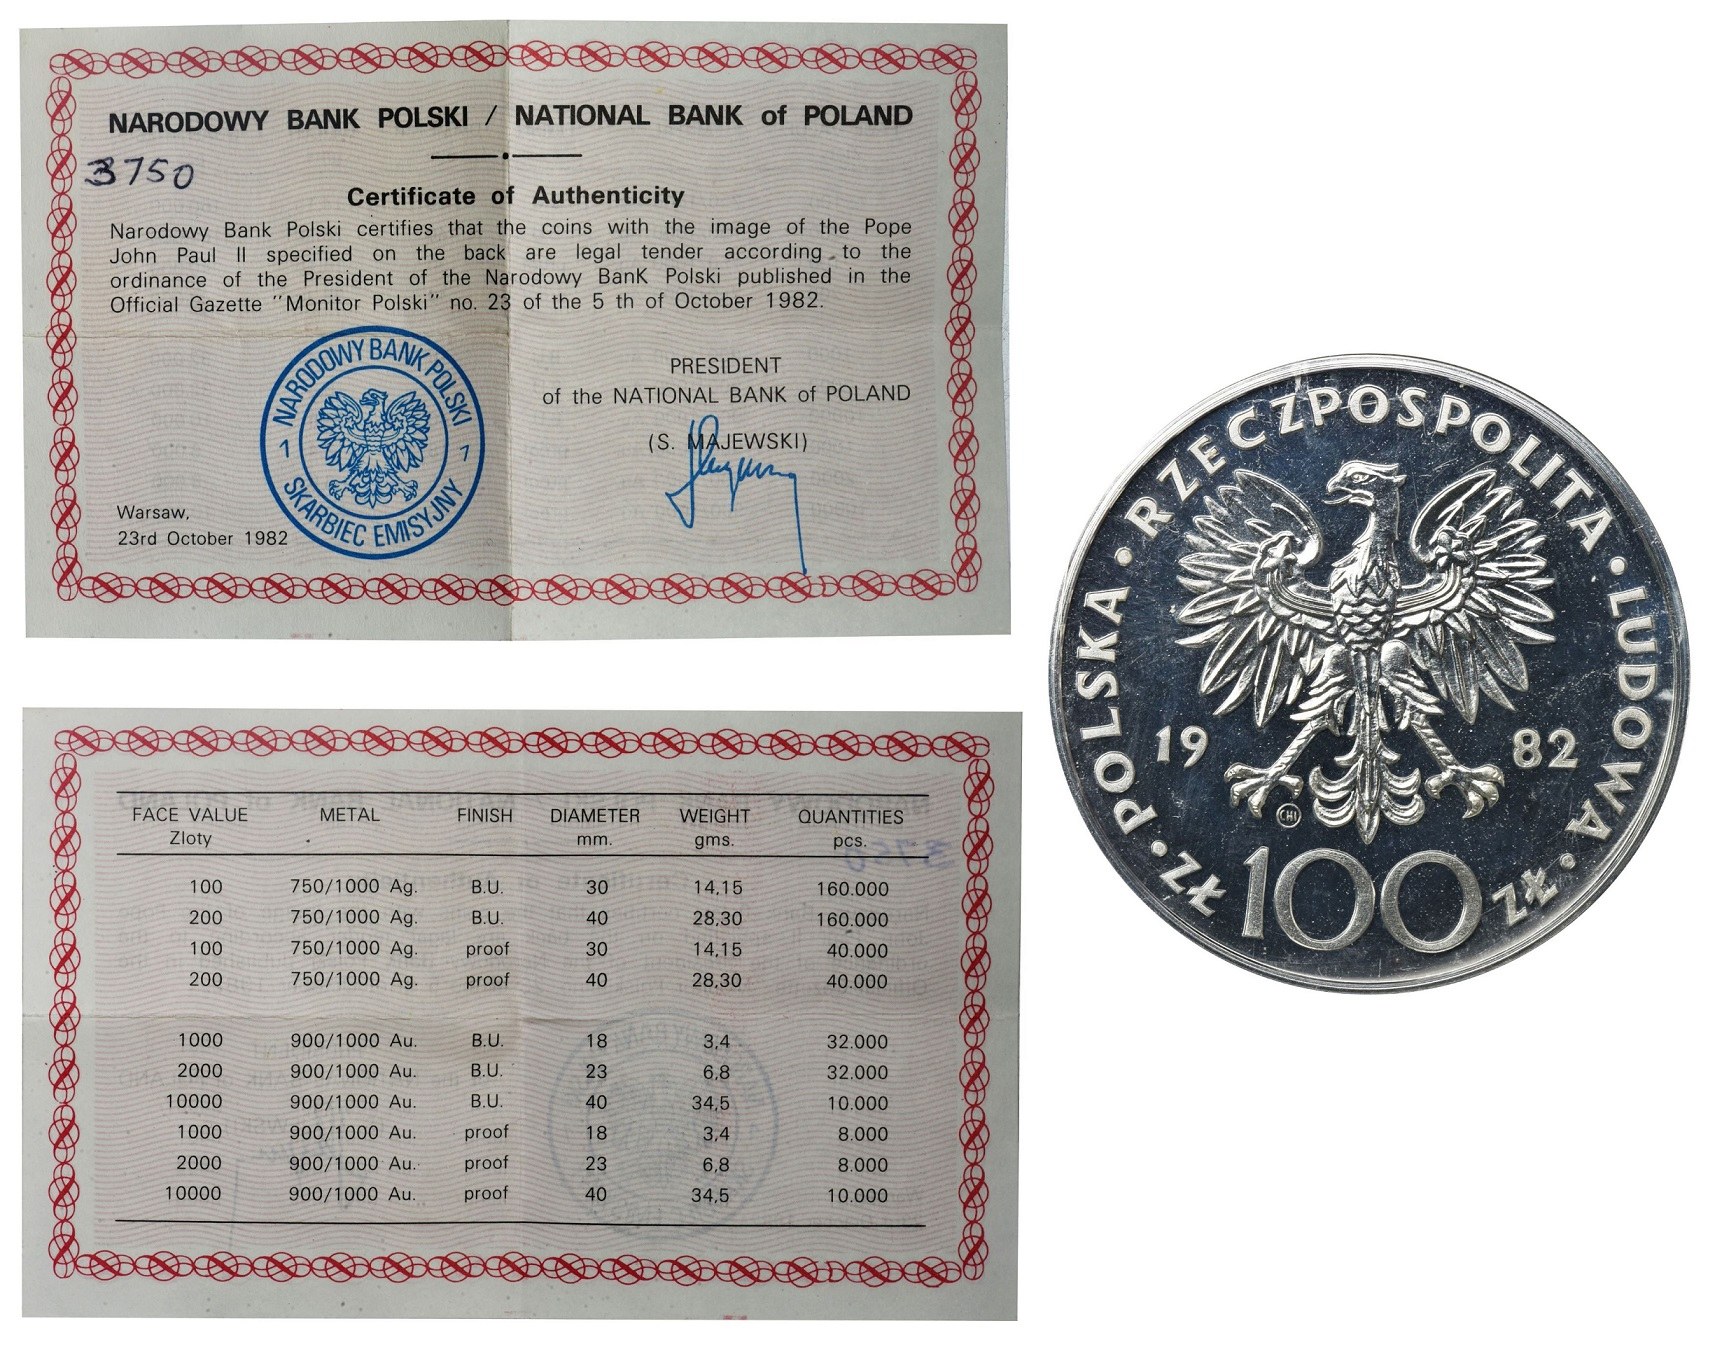 NARODOWY BANK POLSKI / NATIONAL BANK of POLAND
3750
Certificate of Authenticity
Narodowy Bank Polski certifies that the coins with the image of the Pope
John Paul II specified on the back are legal tender according to the
ordinance of the President of the Narodowy BanK Polski published in the
Official Gazette "Monitor Polski" no. 23 of the 5 th of October 1982.
PRESIDENT
of the NATIONAL BANK of POLAND
(S. MAJEWSKI)
NARODOWY BANK POLSKI
1 7
SKARBIEC EMISYJNY
Warsaw,
23rd October 1982
FACE VALUE METAL FINISH DIAMETER WEIGHT QUANTITIES
Zloty mm. gms. pcs.
100 750/1000 Ag. B.U. 30 14,15 160.000
200 750/1000 Ag. B.U. 40 28,30 160.000
100 750/1000 Ag. proof 30 14,15 40.000
200 750/1000 Ag. proof 40 28,30 40.000
1000 900/1000 Au. B.U. 18 3,4 32.000
2000 900/1000 Au. B.U. 23 6,8 32.000
10000 900/1000 Au. B.U. 40 34,5 10.000
1000 900/1000 Au. proof 18 3,4 8.000
2000 900/1000 Au. proof 23 6,8 8.000
10000 900/1000 Au. proof 40 34,5 10.000
POLSKA · RZECZPOSPOLITA · LUDOWA
19 82
CHI
ZŁ 100 ZŁ